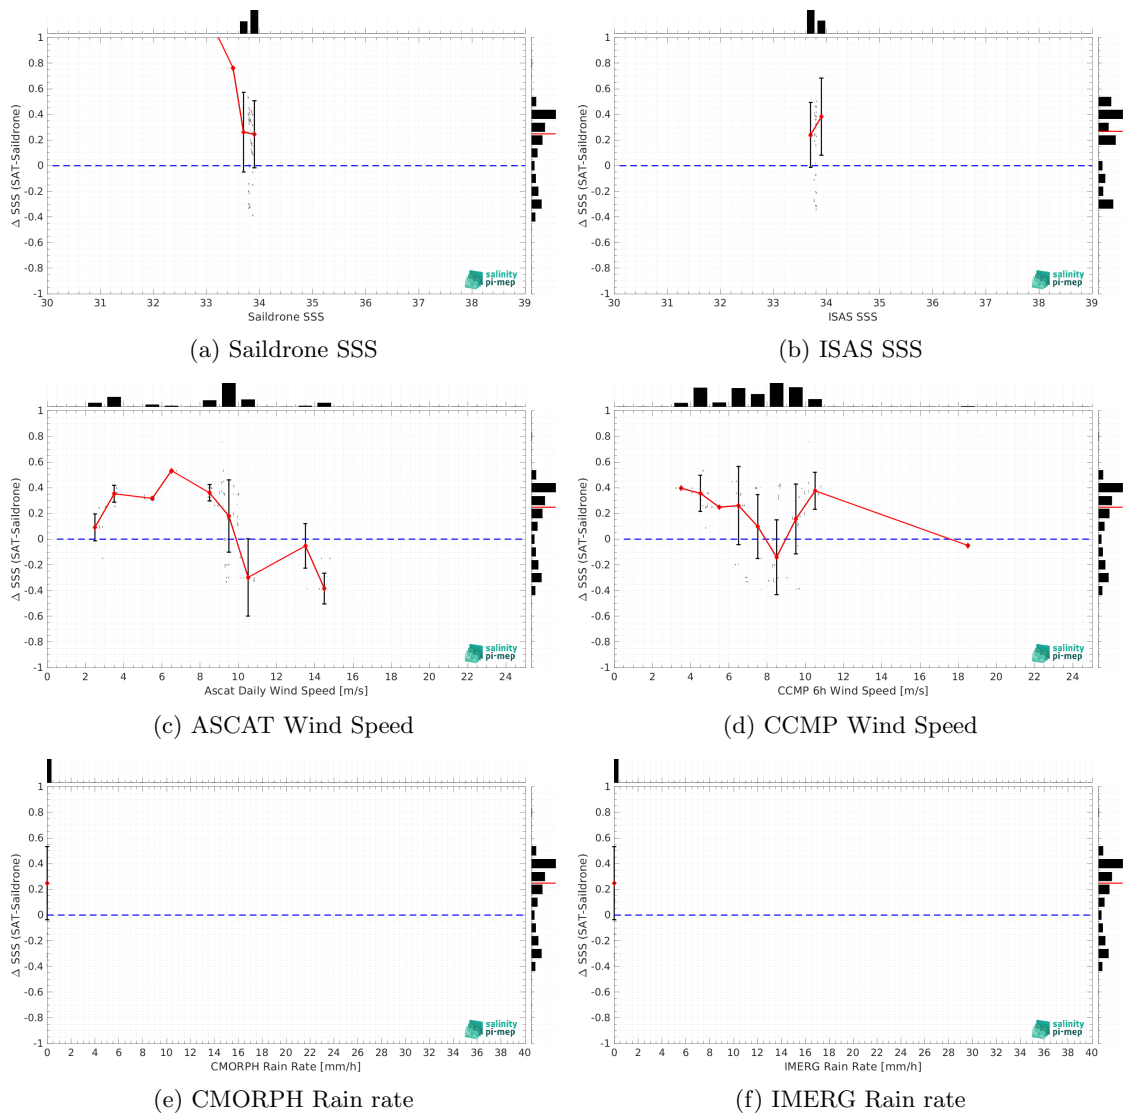 1
0.8
0.6
0.4
0.2
0
-0.2
-0.4
-0.6
-0.8
-1
Δ SSS (SAT-Saildrone)
salinity
pi-mep
30 31 32 33 34 35 36 37 38 39
Saildrone SSS
(a) Saildrone SSS
1
0.8
0.6
0.4
0.2
0
-0.2
-0.4
-0.6
-0.8
-1
Δ SSS (SAT-Saildrone)
salinity
pi-mep
30 31 32 33 34 35 36 37 38 39
ISAS SSS
(b) ISAS SSS
1
0.8
0.6
0.4
0.2
0
-0.2
-0.4
-0.6
-0.8
-1
Δ SSS (SAT-Saildrone)
salinity
pi-mep
0 2 4 6 8 10 12 14 16 18 20 22 24
Ascat Daily Wind Speed [m/s]
(c) ASCAT Wind Speed
1
0.8
0.6
0.4
0.2
0
-0.2
-0.4
-0.6
-0.8
-1
Δ SSS (SAT-Saildrone)
salinity
pi-mep
0 2 4 6 8 10 12 14 16 18 20 22 24
CCMP 6h Wind Speed [m/s]
(d) CCMP Wind Speed
1
0.8
0.6
0.4
0.2
0
-0.2
-0.4
-0.6
-0.8
-1
Δ SSS (SAT-Saildrone)
salinity
pi-mep
0 2 4 6 8 10 12 14 16 18 20 22 24 26 28 30 32 34 36 38 40
CMORPH Rain Rate [mm/h]
(e) CMORPH Rain rate
1
0.8
0.6
0.4
0.2
0
-0.2
-0.4
-0.6
-0.8
-1
Δ SSS (SAT-Saildrone)
salinity
pi-mep
0 2 4 6 8 10 12 14 16 18 20 22 24 26 28 30 32 34 36 38 40
IMERG Rain Rate [mm/h]
(f) IMERG Rain rate